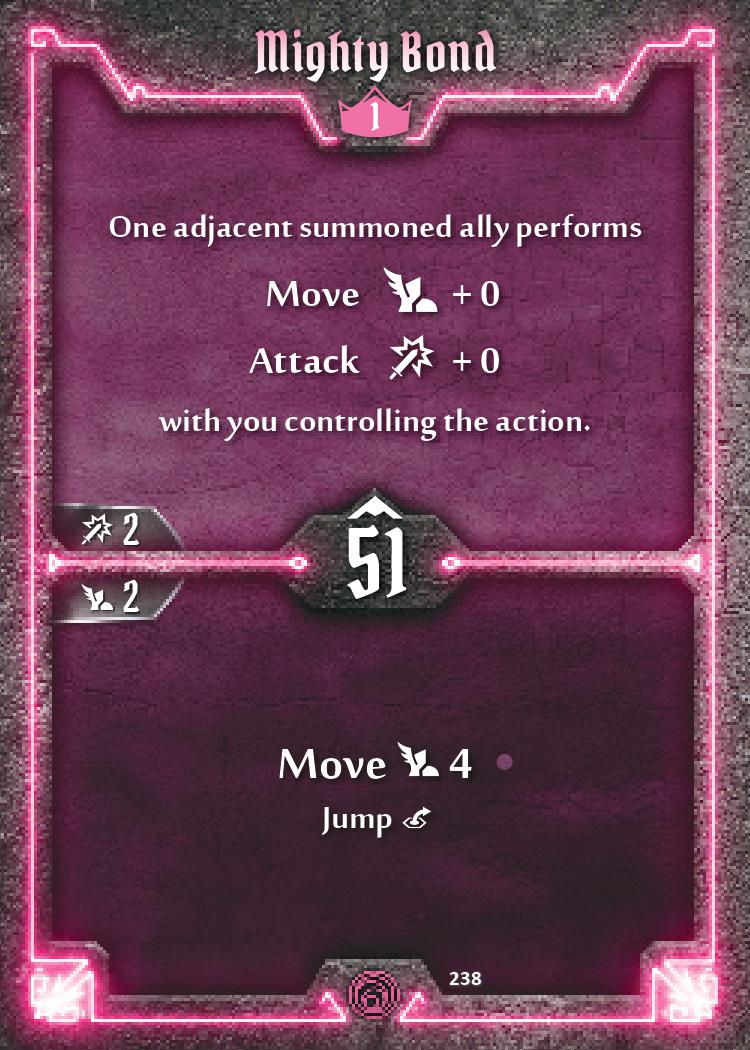 Mighty Bond
1
One adjacent summoned ally performs
Move + 0
Attack + 0
with you controlling the action.
2
51
2
Move 4
Jump
238